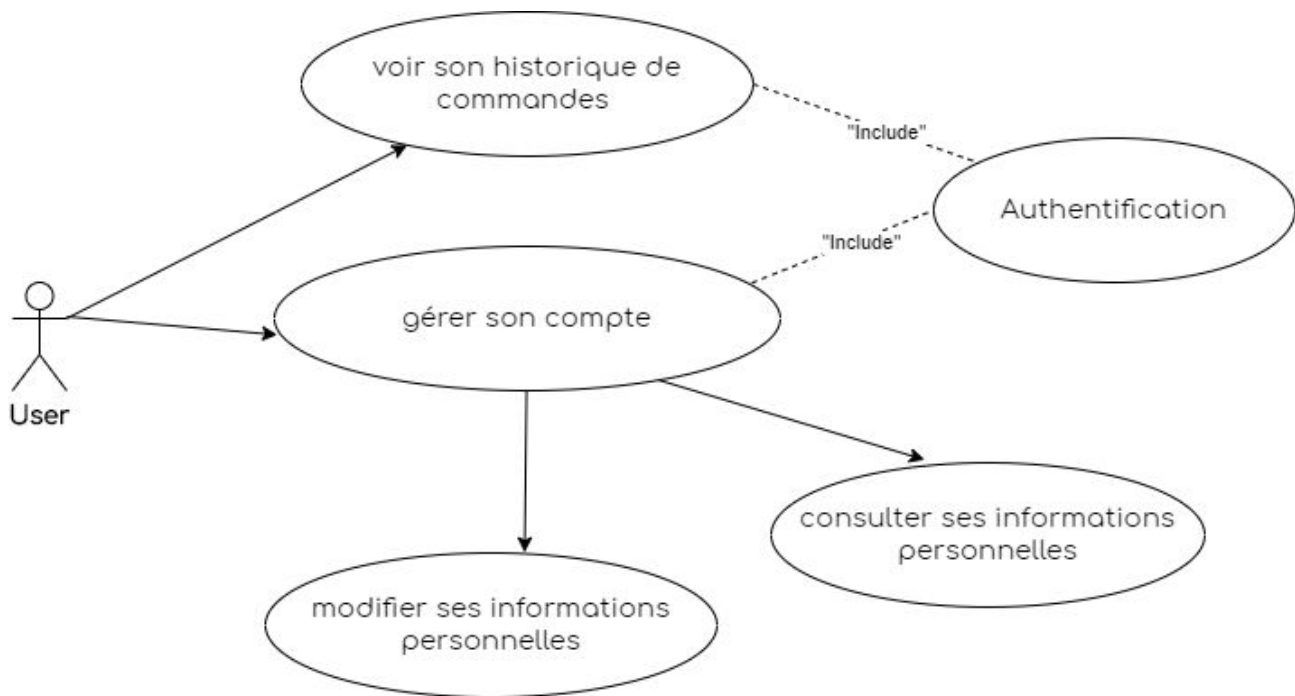 voir son historique de
commandes
"Include"
Authentification
"Include"
gérer son compte
User
consulter ses informations
personnelles
modifier ses informations
personnelles